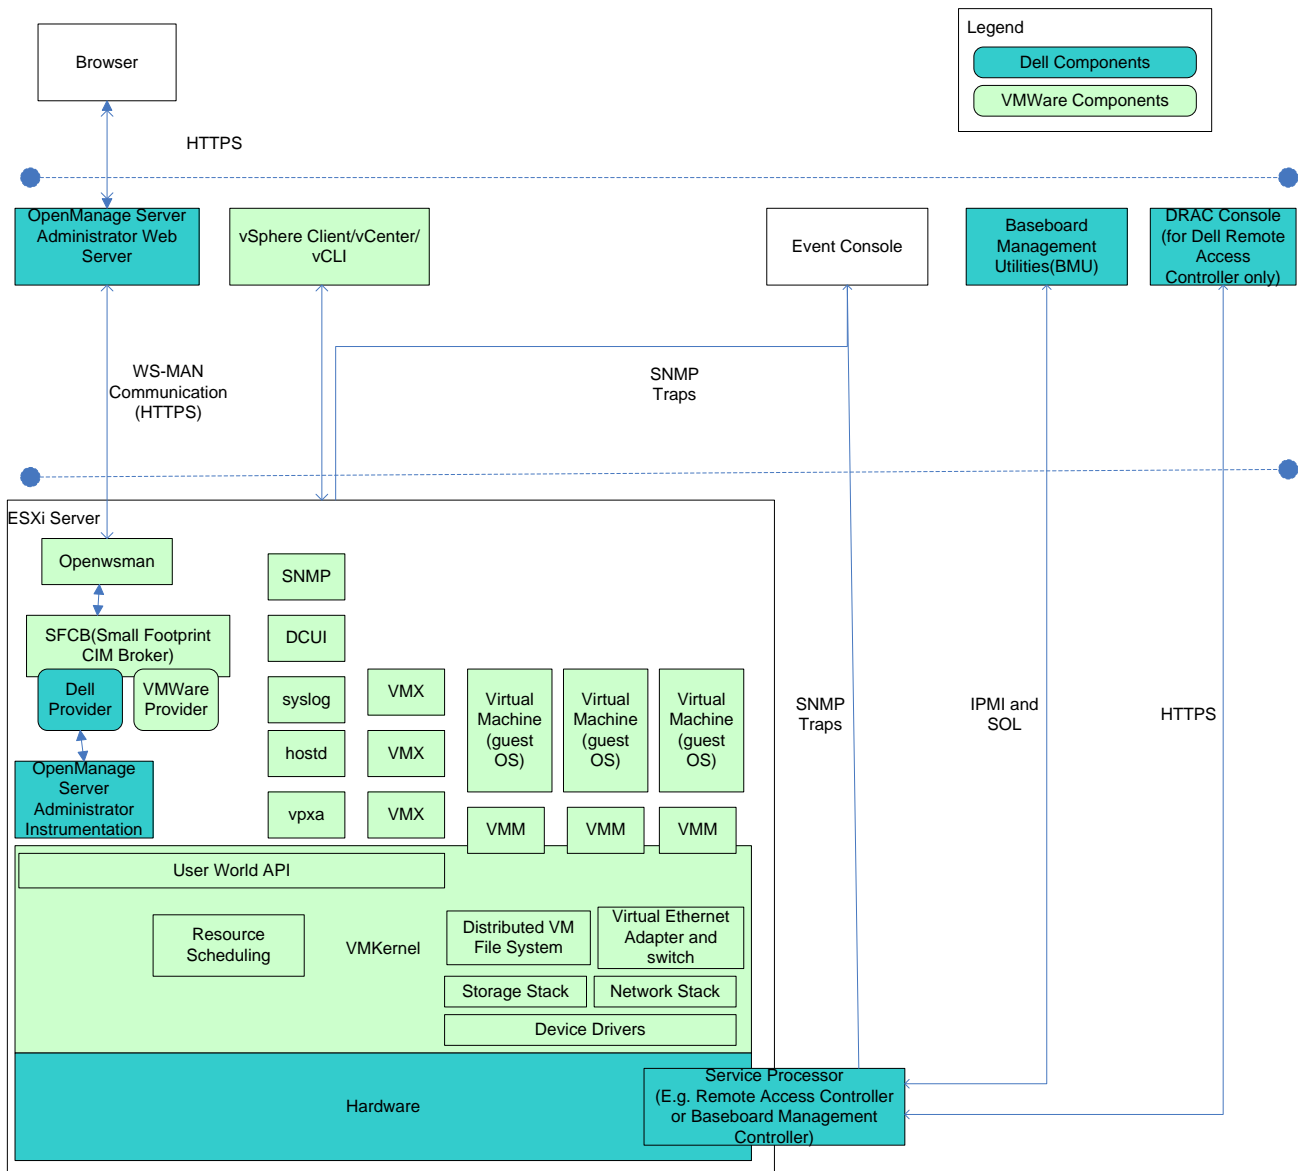 Legend
Dell Components
VMWare Components
Browser
HTTPS
OpenManage Server
Administrator Web
Server
vSphere Client/vCenter/
vCLI
Event Console
Baseboard
Management
Utilities(BMU)
DRAC Console
(for Dell Remote
Access
Controller only)
WS-MAN
Communication
(HTTPS)
SNMP
Traps
ESXi Server
Openwsman
SFCB(Small Footprint
CIM Broker)
Dell
Provider
VMWare
Provider
OpenManage
Server
Administrator
Instrumentation
SNMP
DCUI
syslog
hostd
vpxa
VMX
VMX
VMX
Virtual
Machine
(guest
OS)
Virtual
Machine
(guest
OS)
Virtual
Machine
(guest
OS)
VMM
VMM
VMM
SNMP
Traps
IPMI and
SOL
HTTPS
User World API
Resource
Scheduling
VMKernel
Distributed VM
File System
Virtual Ethernet
Adapter and
switch
Storage Stack
Network Stack
Device Drivers
Hardware
Service Processor
(E.g. Remote Access Controller
or Baseboard Management
Controller)